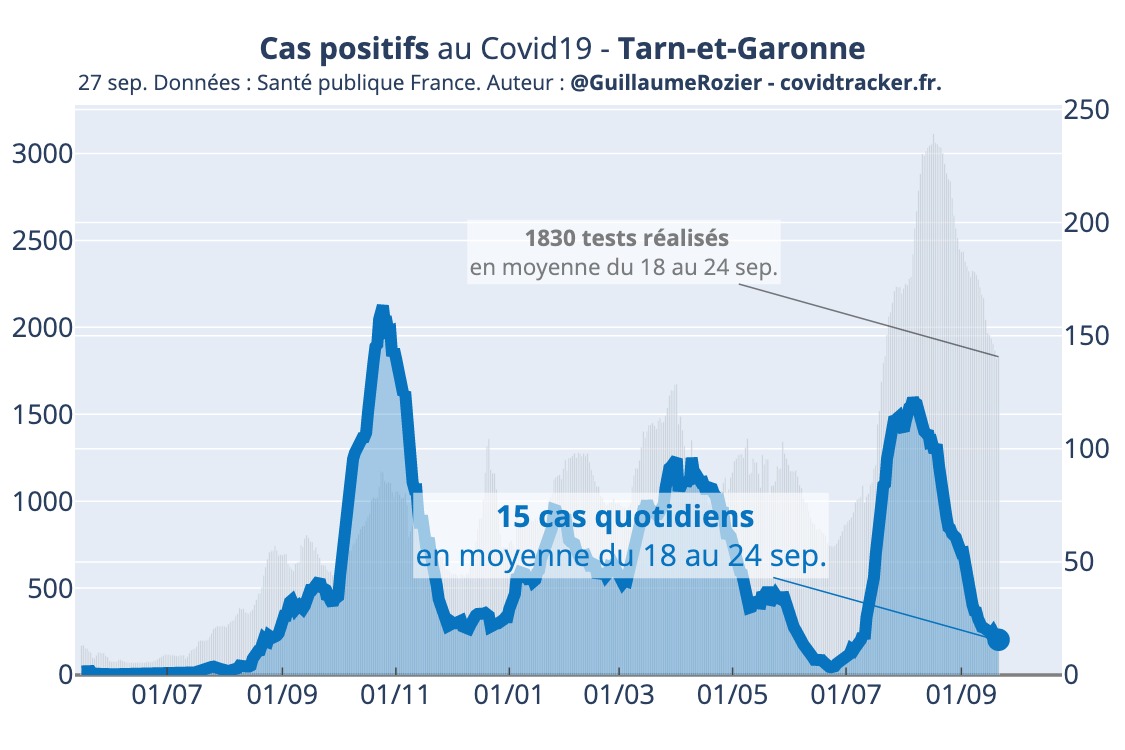 Cas positifs au Covid19 - Tarn-et-Garonne
27 sep. Données : Santé publique France. Auteur : @GuillaumeRozier - covidtracker.fr.
250
3000
200
2500
1830 tests réalisés
en moyenne du 18 au 24 sep.
2000
150
1500
100
1000
15 cas quotidiens
en moyenne du 18 au 24 sep.
50
500
0
0
01/07 01/09 01/11 01/01 01/03 01/05 01/07 01/09